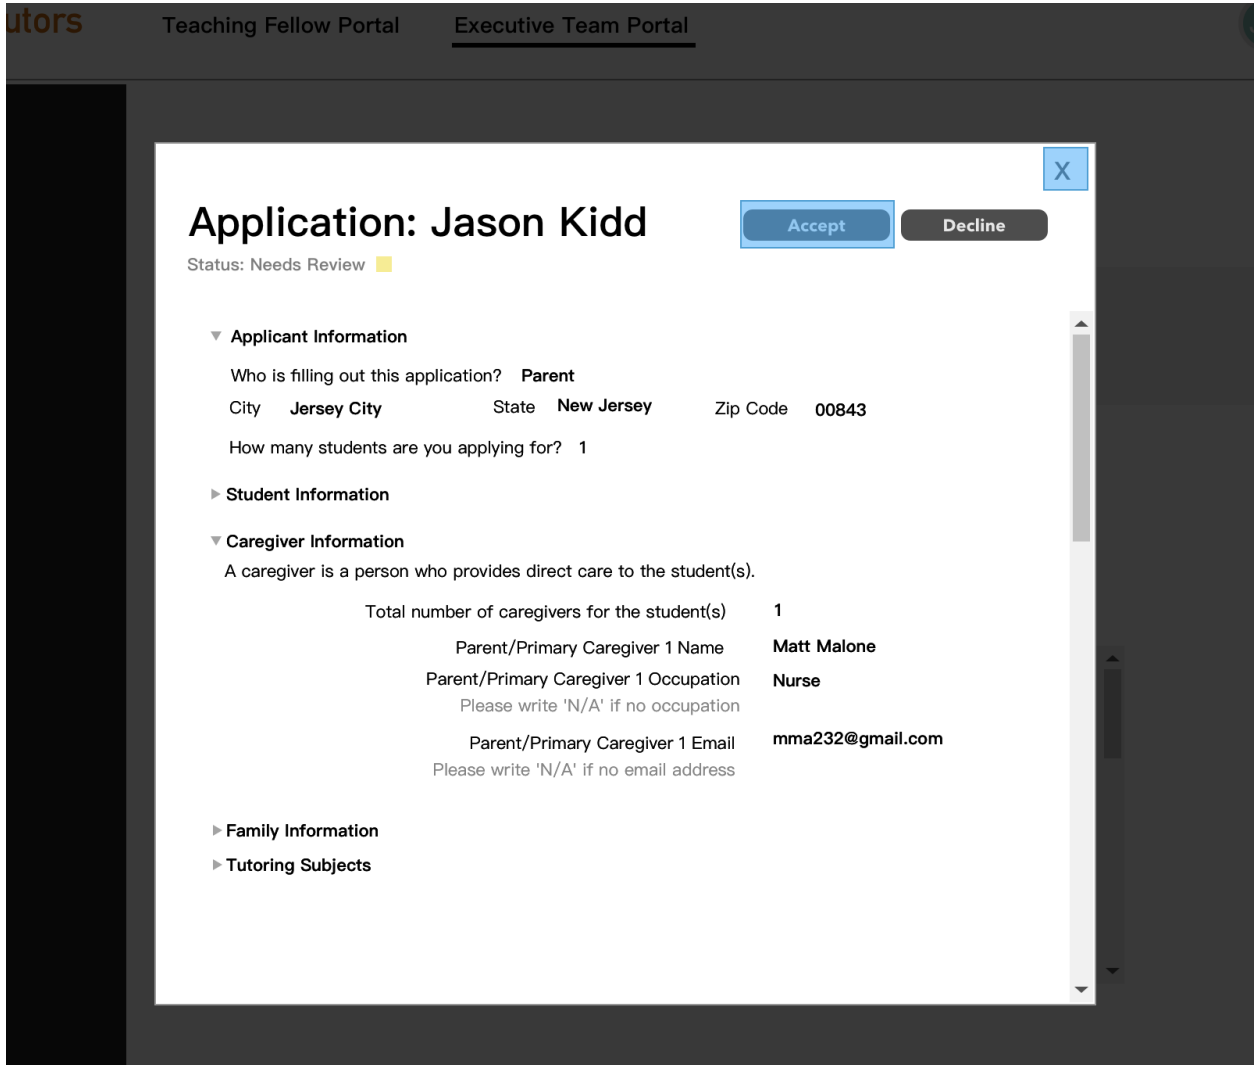 utors Teaching Fellow Portal Executive Team Portal
X
Application: Jason Kidd Accept Decline
Status: Needs Review
Applicant Information
Who is filling out this application? Parent
City Jersey City State New Jersey Zip Code 00843
How many students are you applying for? 1
Student Information
Caregiver Information
A caregiver is a person who provides direct care to the student(s).
Total number of caregivers for the student(s) 1
Parent/Primary Caregiver 1 Name Matt Malone
Parent/Primary Caregiver 1 Occupation Nurse
Please write 'N/A' if no occupation
Parent/Primary Caregiver 1 Email mma232@gmail.com
Please write 'N/A' if no email address
Family Information
Tutoring Subjects